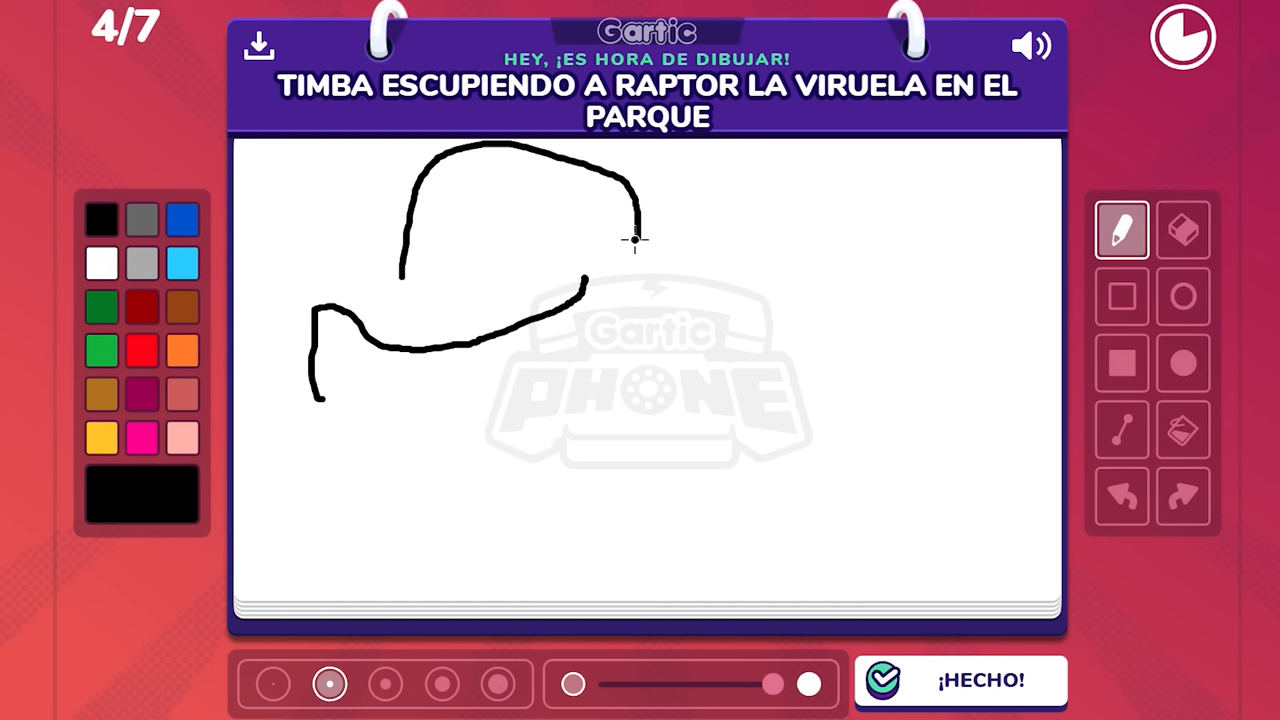 4/7
Gartic
HEY, ¡ES HORA DE DIBUJAR!
TIMBA ESCUPIENDO A RAPTOR LA VIRUELA EN EL
PARQUE
Gartic
PHONE
¡HECHO!